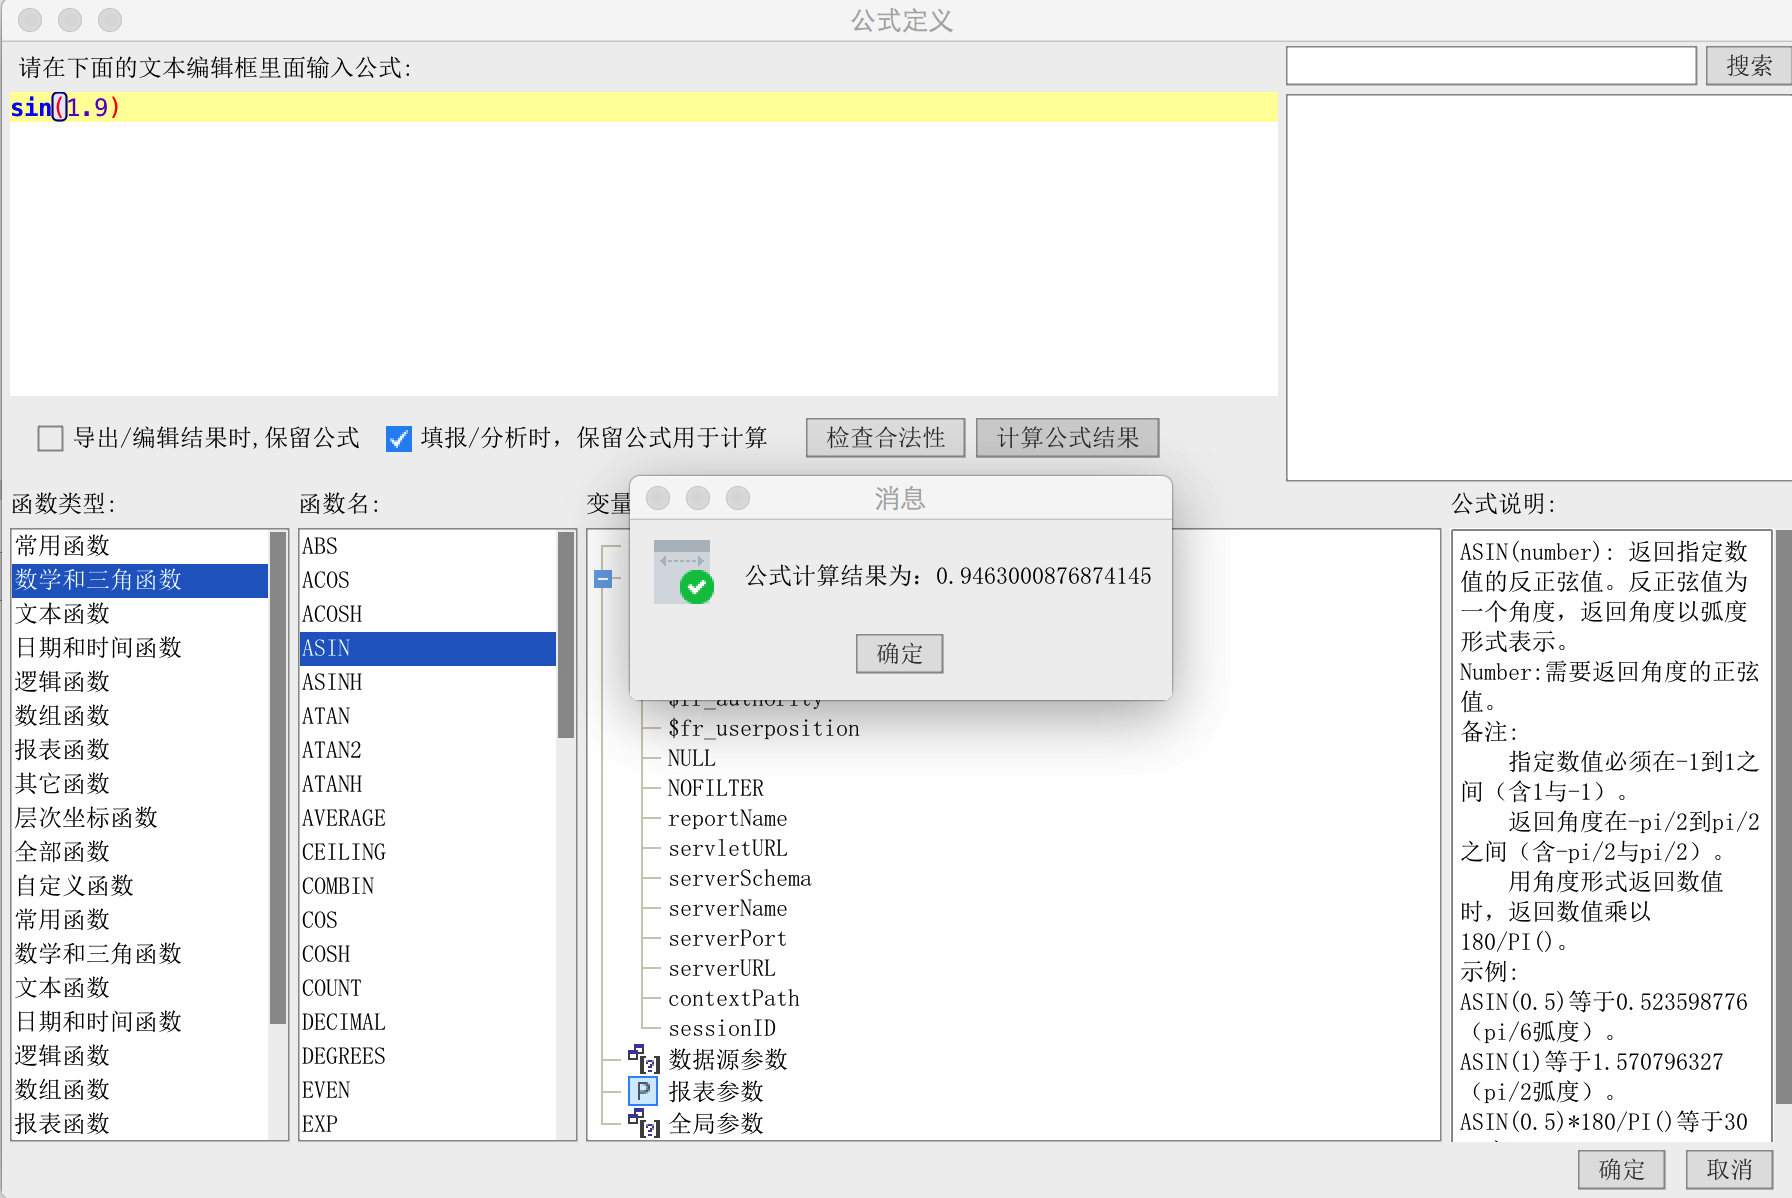 公式定义
请在下面的文本编辑框里面输入公式:
搜索
sin(1.9)
导出/编辑结果时,保留公式
填报/分析时，保留公式用于计算
检查合法性
计算公式结果
函数类型:
常用函数
数学和三角函数
文本函数
日期和时间函数
逻辑函数
数组函数
报表函数
其它函数
层次坐标函数
全部函数
自定义函数
常用函数
数学和三角函数
文本函数
日期和时间函数
逻辑函数
数组函数
报表函数
函数名:
ABS
ACOS
ACOSH
ASIN
ASINH
ATAN
ATAN2
ATANH
AVERAGE
CEILING
COMBIN
COS
COSH
COUNT
DECIMAL
DEGREES
EVEN
EXP
变量
消息
公式计算结果为：0.9463000876874145
确定
$fr_authority
$fr_userposition
NULL
NOFILTER
reportName
servletURL
serverSchema
serverName
serverPort
serverURL
contextPath
sessionID
数据源参数
P 报表参数
全局参数
公式说明:
ASIN(number): 返回指定数
值的反正弦值。反正弦值为
一个角度，返回角度以弧度
形式表示。
Number:需要返回角度的正弦
值。
备注:
指定数值必须在-1到1之
间（含1与-1）。
返回角度在-pi/2到pi/2
之间（含-pi/2与pi/2）。
用角度形式返回数值
时，返回数值乘以
180/PI()。
示例:
ASIN(0.5)等于0.523598776
（pi/6弧度）。
ASIN(1)等于1.570796327
（pi/2弧度）。
ASIN(0.5)*180/PI()等于30
确定
取消